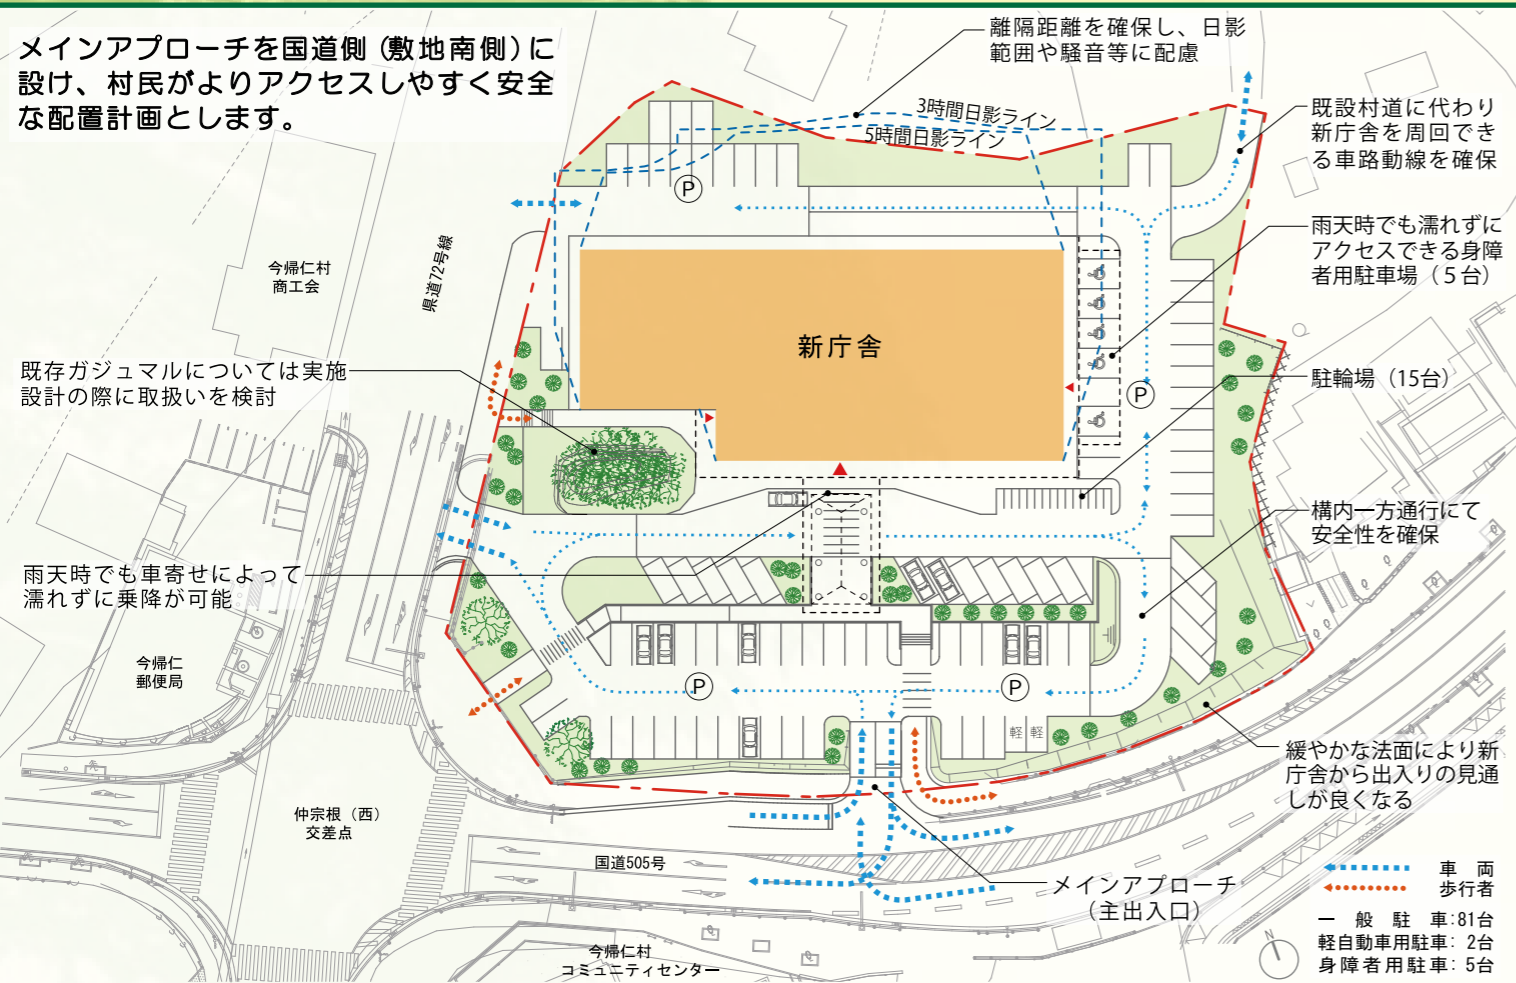 メインアプローチを国道側（敷地南側）に
設け、村民がよりアクセスしやすく安全
な配置計画とします。
離隔距離を確保し、日影
範囲や騒音等に配慮
3時間日影ライン
5時間日影ライン
既設村道に代わり
新庁舎を周回でき
る車路動線を確保
P
雨天時でも濡れずに
アクセスできる身障
者用駐車場（５台）
今帰仁村
商工会
県道72号線
新庁舎
既存ガジュマルについては実施
設計の際に取扱いを検討
駐輪場（15台）
P
構内一方通行にて
安全性を確保
雨天時でも車寄せによって
濡れずに乗降が可能
今帰仁
郵便局
P
P
軽 軽
緩やかな法面により新
庁舎から出入りの見通
しが良くなる
仲宗根（西）
交差点
国道505号
メインアプローチ
（主出入口）
車 両
歩行者
一 般 駐 車：81台
軽自動車用駐車： 2台
身障者用駐車： 5台
N
今帰仁村
コミュニティセンター